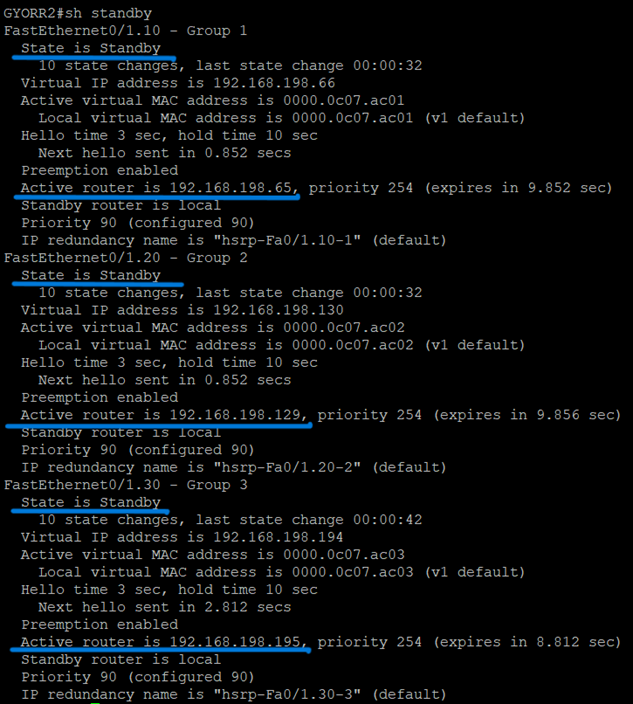 GYORR2#sh standby
FastEthernet0/1.10 - Group 1
State is Standby
10 state changes, last state change 00:00:32
Virtual IP address is 192.168.198.66
Active virtual MAC address is 0000.0c07.ac01
Local virtual MAC address is 0000.0c07.ac01 (v1 default)
Hello time 3 sec, hold time 10 sec
Next hello sent in 0.852 secs
Preemption enabled
Active router is 192.168.198.65, priority 254 (expires in 9.852 sec)
Standby router is local
Priority 90 (configured 90)
IP redundancy name is "hsrp-Fa0/1.10-1" (default)
FastEthernet0/1.20 - Group 2
State is Standby
10 state changes, last state change 00:00:32
Virtual IP address is 192.168.198.130
Active virtual MAC address is 0000.0c07.ac02
Local virtual MAC address is 0000.0c07.ac02 (v1 default)
Hello time 3 sec, hold time 10 sec
Next hello sent in 0.852 secs
Preemption enabled
Active router is 192.168.198.129, priority 254 (expires in 9.856 sec)
Standby router is local
Priority 90 (configured 90)
IP redundancy name is "hsrp-Fa0/1.20-2" (default)
FastEthernet0/1.30 - Group 3
State is Standby
10 state changes, last state change 00:00:42
Virtual IP address is 192.168.198.194
Active virtual MAC address is 0000.0c07.ac03
Local virtual MAC address is 0000.0c07.ac03 (v1 default)
Hello time 3 sec, hold time 10 sec
Next hello sent in 2.812 secs
Preemption enabled
Active router is 192.168.198.195, priority 254 (expires in 8.812 sec)
Standby router is local
Priority 90 (configured 90)
IP redundancy name is "hsrp-Fa0/1.30-3" (default)